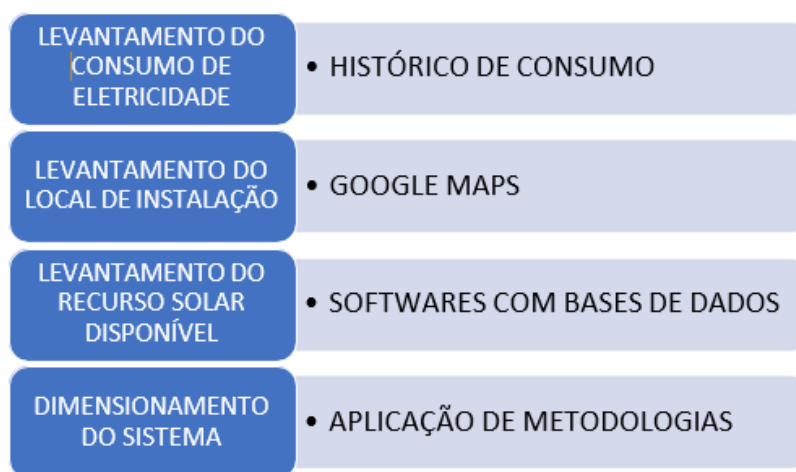 LEVANTAMENTO DO
CONSUMO DE
ELETRICIDADE
• HISTÓRICO DE CONSUMO
LEVANTAMENTO DO
LOCAL DE INSTALAÇÃO
• GOOGLE MAPS
LEVANTAMENTO DO
RECURSO SOLAR
DISPONÍVEL
• SOFTWARES COM BASES DE DADOS
DIMENSIONAMENTO
DO SISTEMA
• APLICAÇÃO DE METODOLOGIAS